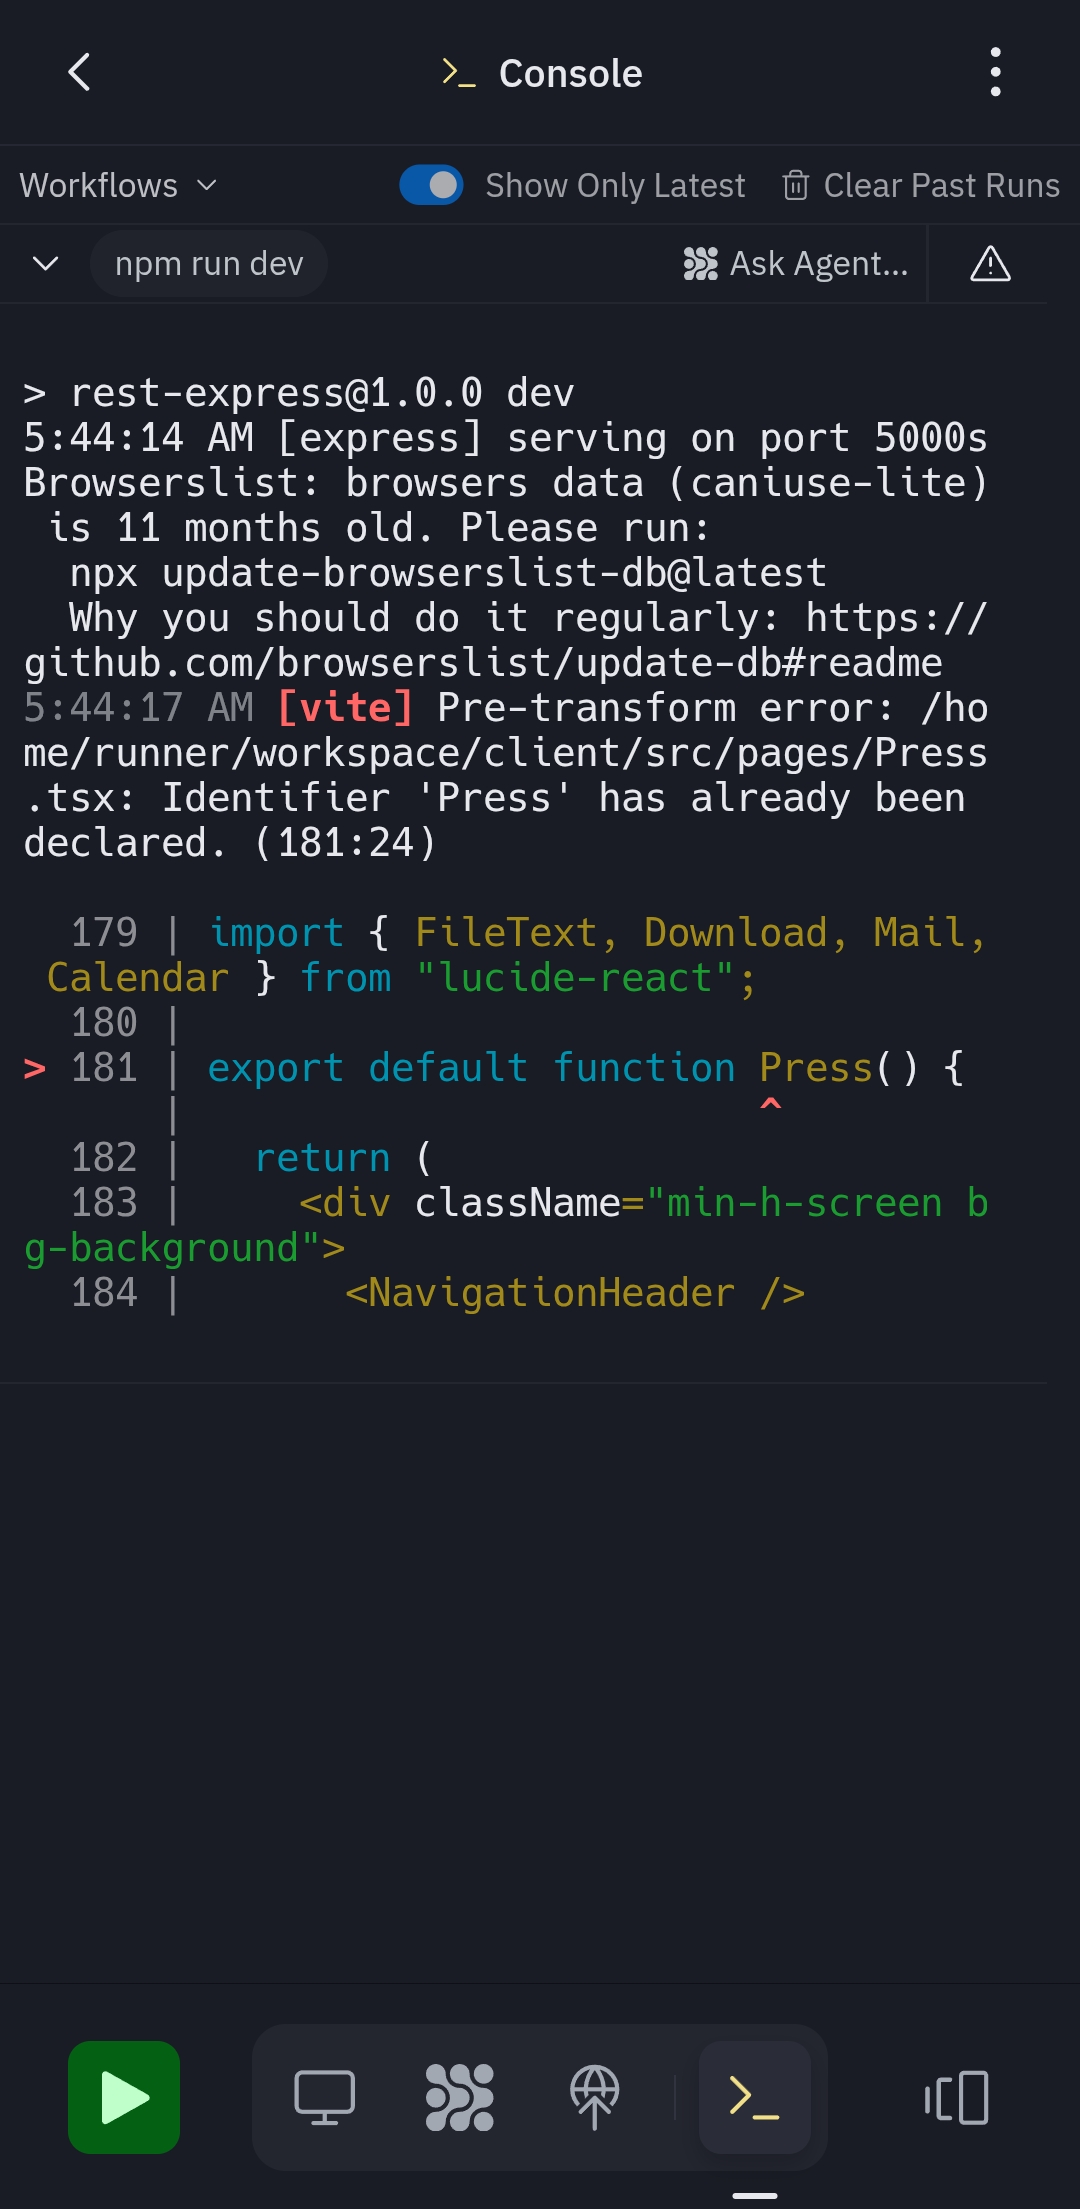 Console
Workflows
Show Only Latest
Clear Past Runs
npm run dev
Ask Agent...
> rest-express@1.0.0 dev
5:44:14 AM [express] serving on port 5000s
Browserslist: browsers data (caniuse-lite)
 is 11 months old. Please run:
  npx update-browserslist-db@latest
  Why you should do it regularly: https://
github.com/browserslist/update-db#readme
5:44:17 AM [vite] Pre-transform error: /ho
me/runner/workspace/client/src/pages/Press
.tsx: Identifier 'Press' has already been
declared. (181:24)
  179 | import { FileText, Download, Mail,
 Calendar } from "lucide-react";
  180 |
> 181 | export default function Press() {
      |                         ^
  182 |   return (
  183 |     <div className="min-h-screen b
g-background">
  184 |       <NavigationHeader />